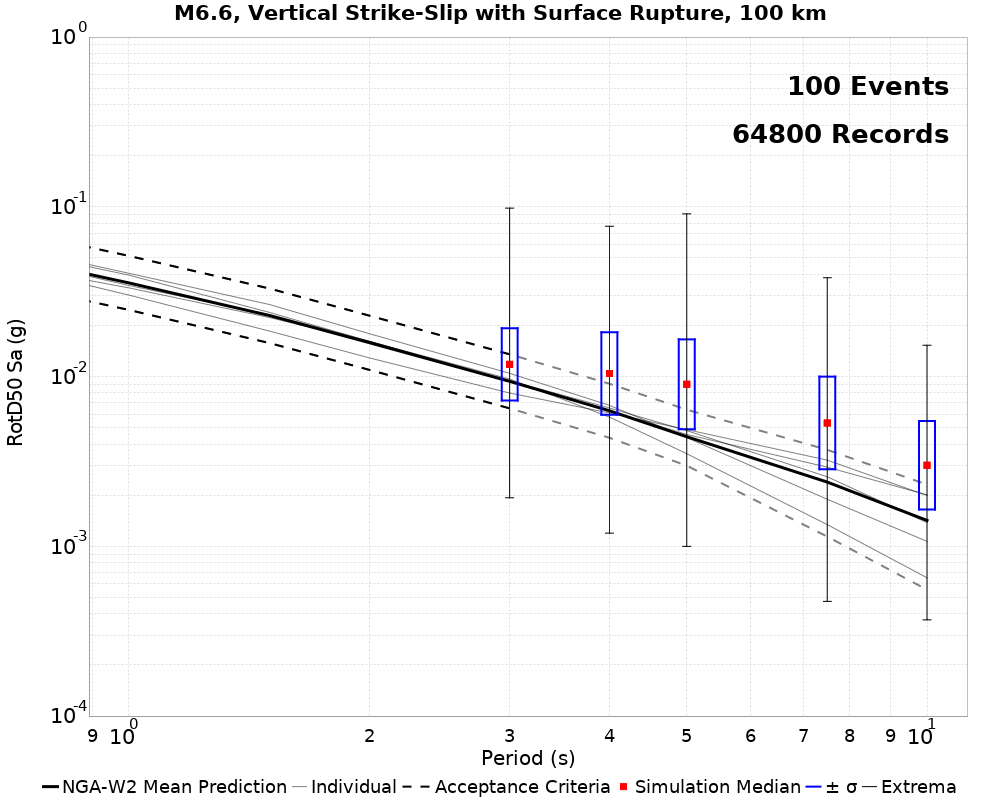 M6.6, Vertical Strike-Slip with Surface Rupture, 100 km
100 Events
64800 Records
RotD50 Sa (g)
10^0
10^-1
10^-2
10^-3
10^-4
9 10^0 2 3 4 5 6 7 8 9 10^1
Period (s)
NGA-W2 Mean Prediction Individual Acceptance Criteria Simulation Median ± σ Extrema